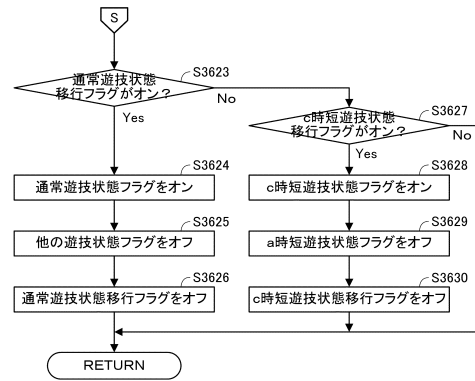 S
通常遊技状態
移行フラグがオン?
S3623
No
Yes
c時短遊技状態
移行フラグがオン?
S3627
No
Yes
S3624
通常遊技状態フラグをオン
S3628
c時短遊技状態フラグをオン
S3625
他の遊技状態フラグをオフ
S3629
a時短遊技状態フラグをオフ
S3626
通常遊技状態移行フラグをオフ
S3630
c時短遊技状態移行フラグをオフ
RETURN